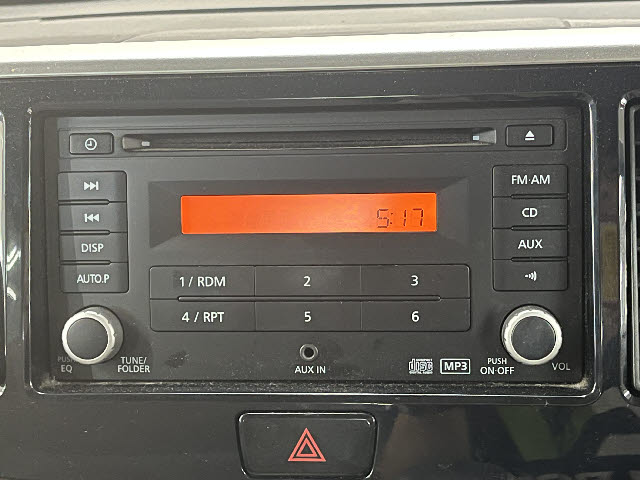 5:17
FM·AM
CD
DISP
AUX
AUTO.P
1 / RDM
2
3
4 / RPT
5
6
PUSH
EQ
TUNE/
FOLDER
AUX IN
disc
MP3
PUSH
ON·OFF
VOL